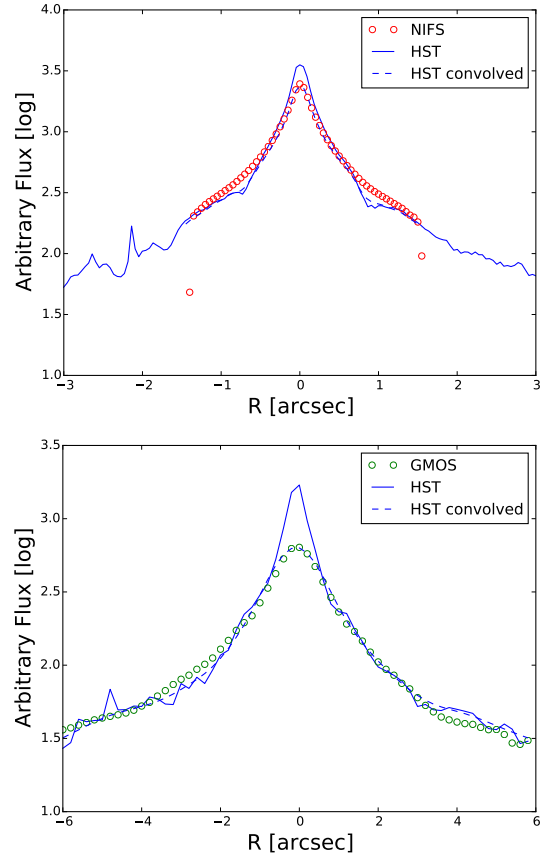 4.0
3.5
3.0
2.5
2.0
1.5
1.0
Arbitrary Flux [log]
NIFS
HST
HST convolved
−3 −2 −1 0 1 2 3
R [arcsec]
3.5
3.0
2.5
2.0
1.5
1.0
Arbitrary Flux [log]
GMOS
HST
HST convolved
−6 −4 −2 0 2 4 6
R [arcsec]